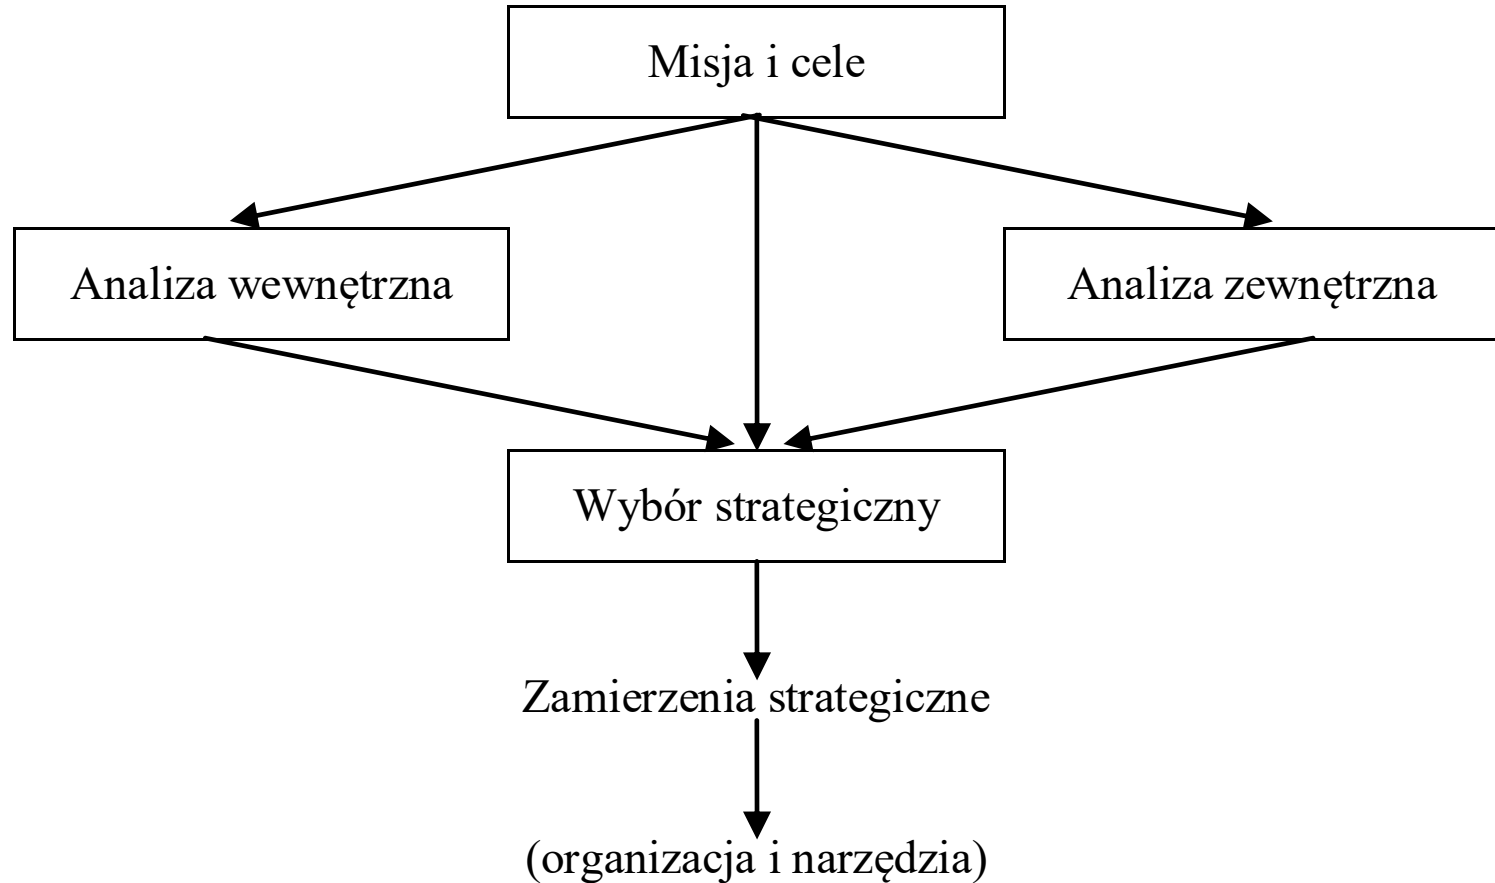 Misja i cele
Analiza wewnętrzna
Analiza zewnętrzna
Wybór strategiczny
Zamierzenia strategiczne
(organizacja i narzędzia)